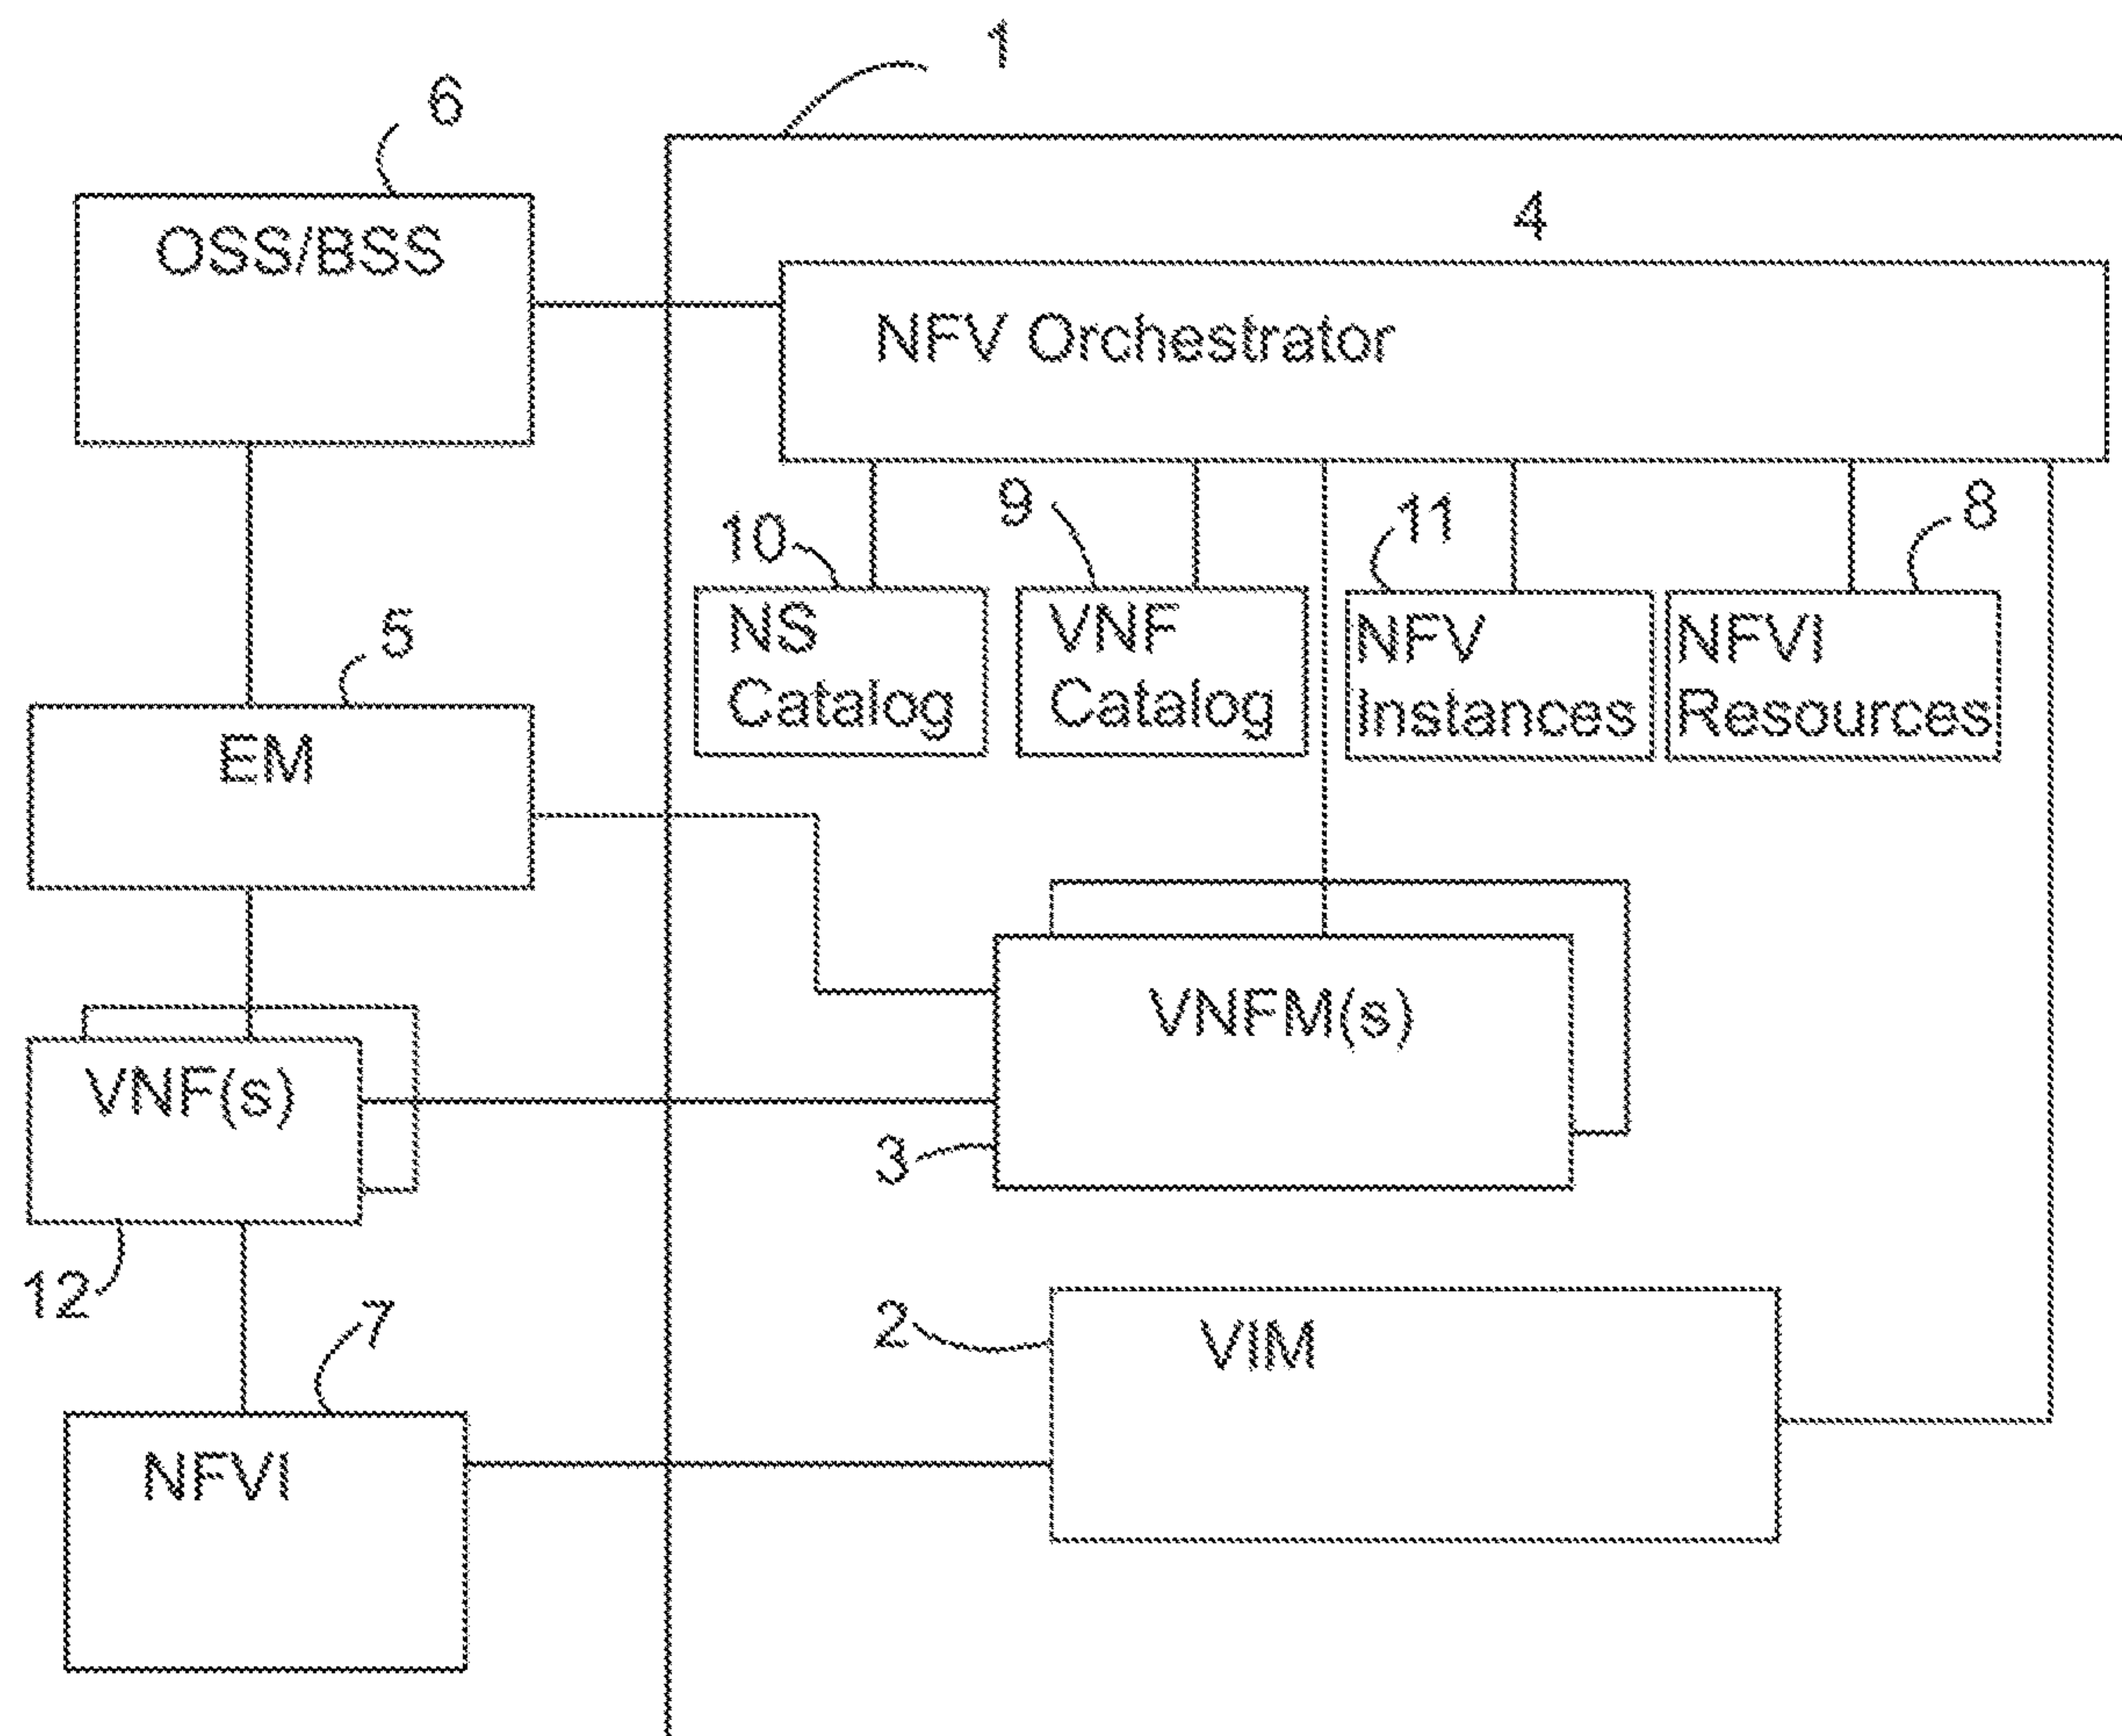 1
6
OSS/BSS
4
NFV Orchestrator
10
9
11
8
NS
Catalog
VNF
Catalog
NFV
Instances
NFVI
Resources
5
EM
VNFM(s)
VNF(s)
3
12
2
VIM
7
NFVI